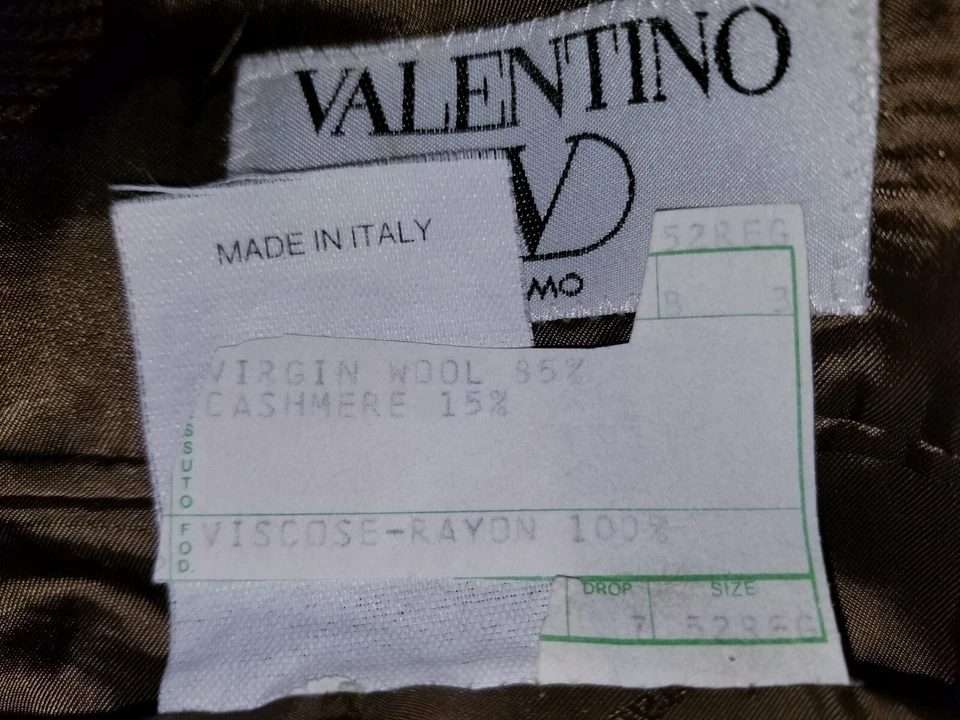 VALENTINO
V
MO
MADE IN ITALY
52REG
B 3
VIRGIN WOOL 85%
CASHMERE 15%
SSUTO
FOD.
VISCOSE-RAYON 100%
DROP SIZE
7 52REG